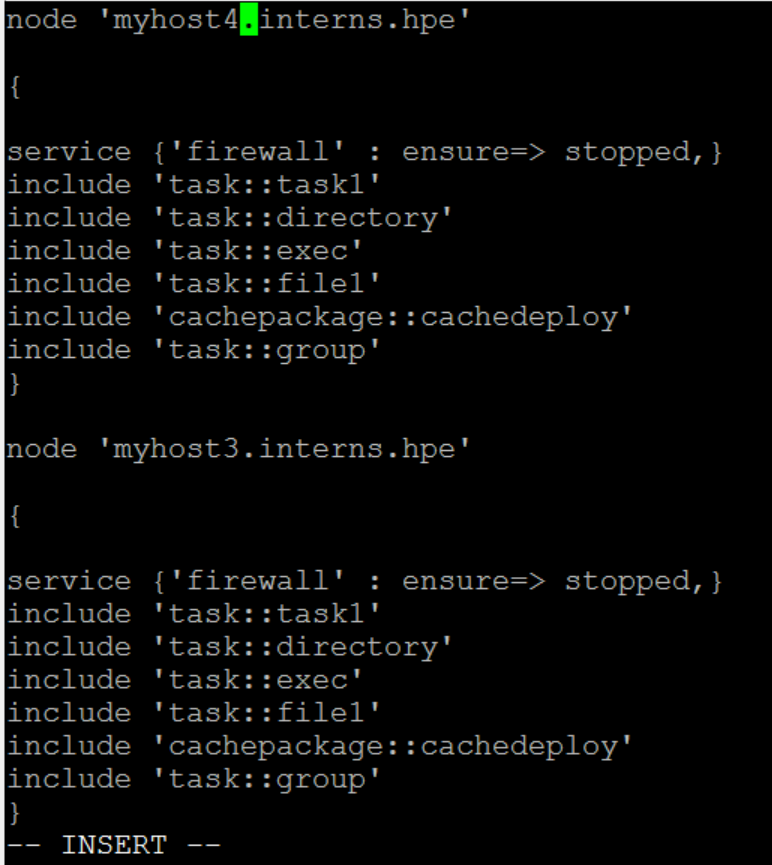 node 'myhost4.interns.hpe'
{
service {'firewall' : ensure=> stopped,}
include 'task::task1'
include 'task::directory'
include 'task::exec'
include 'task::file1'
include 'cachepackage::cachedeploy'
include 'task::group'
}
node 'myhost3.interns.hpe'
{
service {'firewall' : ensure=> stopped,}
include 'task::task1'
include 'task::directory'
include 'task::exec'
include 'task::file1'
include 'cachepackage::cachedeploy'
include 'task::group'
}
-- INSERT --